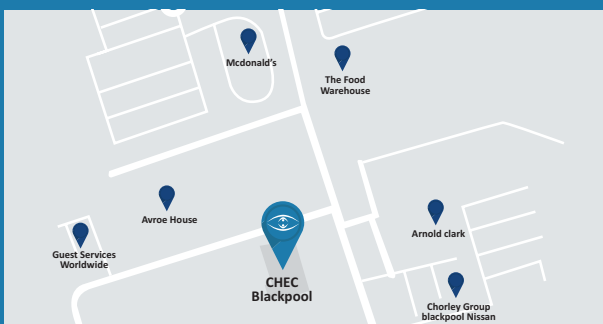 Mcdonald's
The Food
Warehouse
Avroe House
Arnold clark
Guest Services
Worldwide
CHEC
Blackpool
Chorley Group
blackpool Nissan